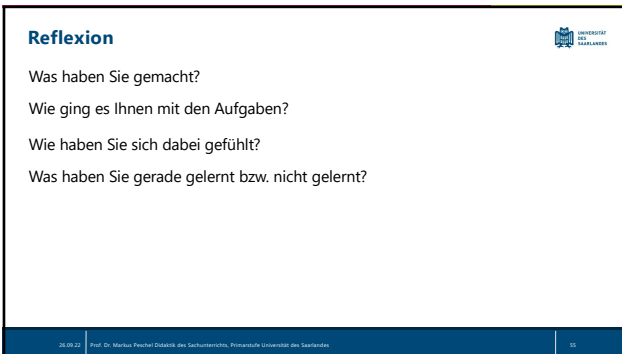 Reflexion
UNIVERSITÄT
DES
SAARLANDES
Was haben Sie gemacht?
Wie ging es Ihnen mit den Aufgaben?
Wie haben Sie sich dabei gefühlt?
Was haben Sie gerade gelernt bzw. nicht gelernt?
26.09.22 Prof. Dr. Markus Peschel Didaktik des Sachunterrichts, Primarstufe Universität des Saarlandes 55